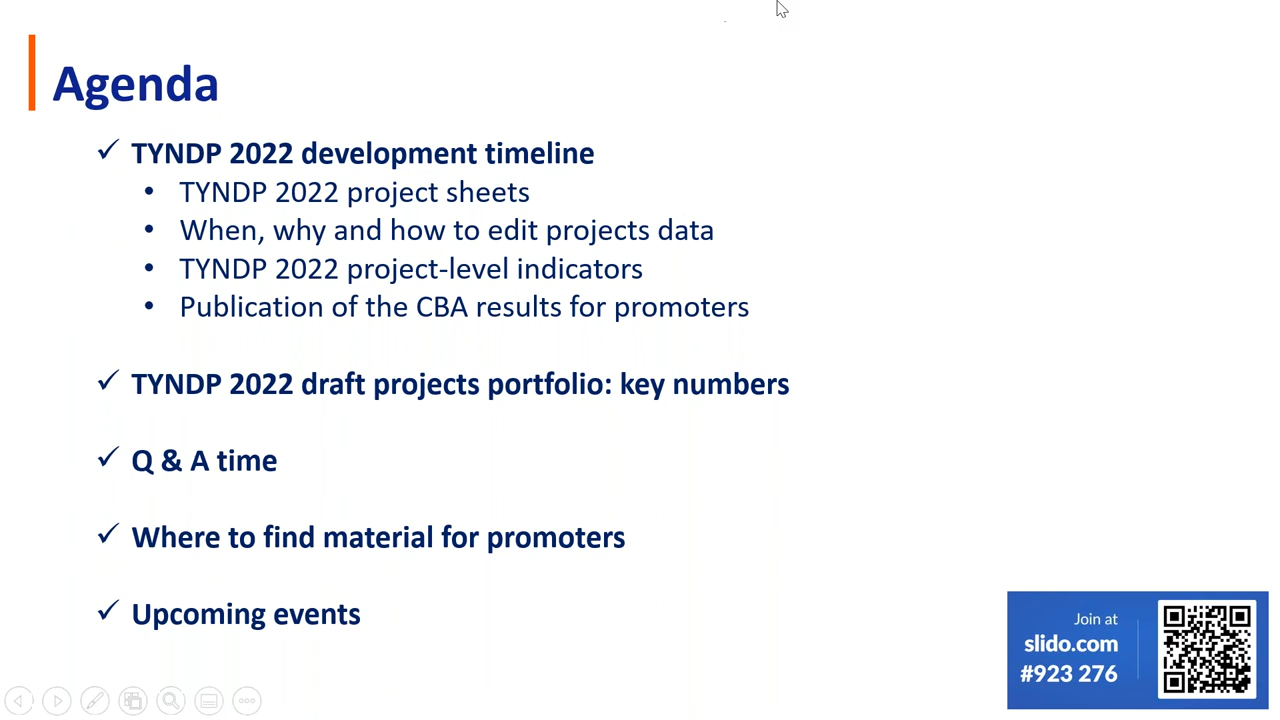 Agenda
✓ TYNDP 2022 development timeline
• TYNDP 2022 project sheets
• When, why and how to edit projects data
• TYNDP 2022 project-level indicators
• Publication of the CBA results for promoters
✓ TYNDP 2022 draft projects portfolio: key numbers
✓ Q & A time
✓ Where to find material for promoters
✓ Upcoming events
Join at
slido.com
#923 276